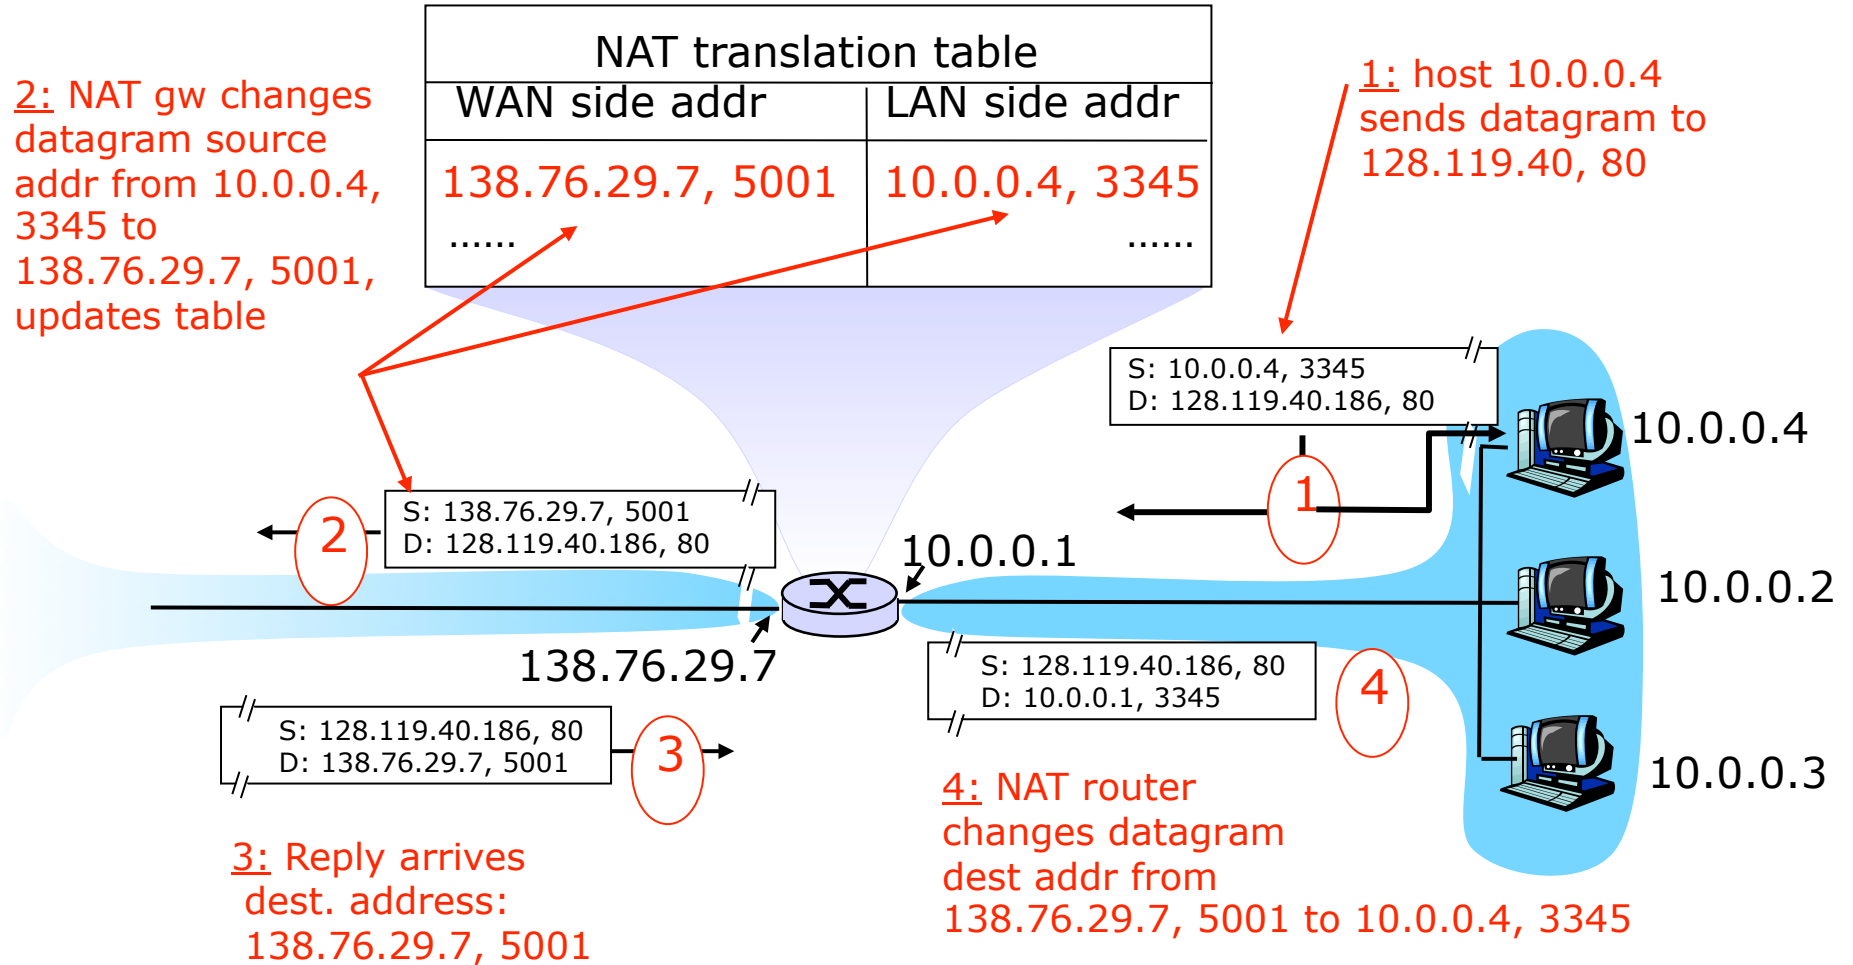 NAT translation table
WAN side addr LAN side addr
138.76.29.7, 5001 10.0.0.4, 3345
...... ......
2: NAT gw changes
datagram source
addr from 10.0.0.4,
3345 to
138.76.29.7, 5001,
updates table
1: host 10.0.0.4
sends datagram to
128.119.40, 80
S: 10.0.0.4, 3345
D: 128.119.40.186, 80
1
10.0.0.4
S: 138.76.29.7, 5001
D: 128.119.40.186, 80
2
10.0.0.1
10.0.0.2
138.76.29.7
S: 128.119.40.186, 80
D: 10.0.0.1, 3345
4
S: 128.119.40.186, 80
D: 138.76.29.7, 5001
3
10.0.0.3
3: Reply arrives
dest. address:
138.76.29.7, 5001
4: NAT router
changes datagram
dest addr from
138.76.29.7, 5001 to 10.0.0.4, 3345